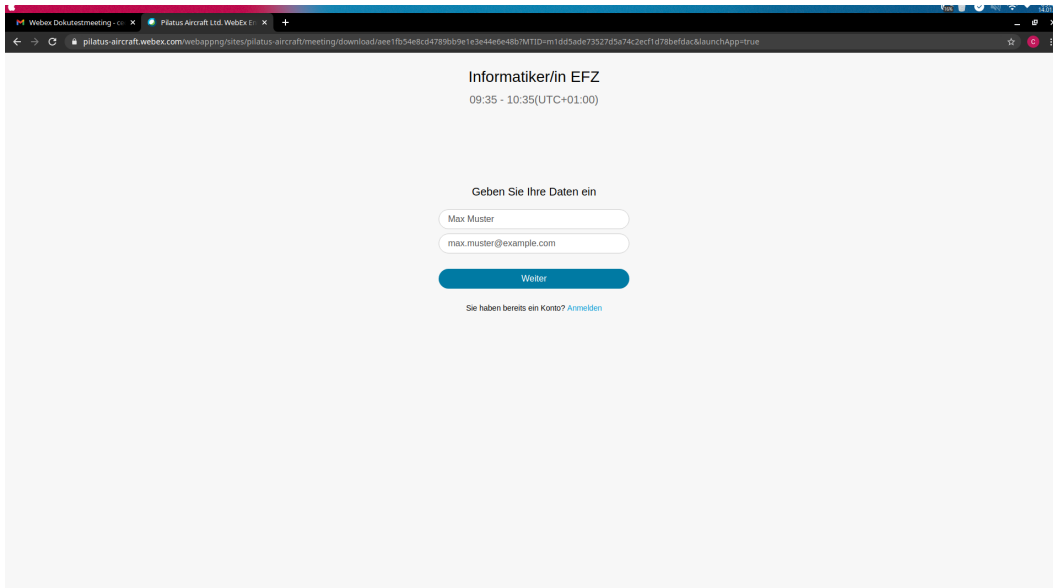 Webex Dokutestmeeting - ce
Pilatus Aircraft Ltd. WebEx En
pilatus-aircraft.webex.com/webappng/sites/pilatus-aircraft/meeting/download/aee1fb54e8cd4789bb9e1e3e44e6e48b?MTID=m1dd5ade73527d5a74c2ecf1d78befdac&launchApp=true
C
Informatiker/in EFZ
09:35 - 10:35(UTC+01:00)
Geben Sie Ihre Daten ein
Max Muster
max.muster@example.com
Weiter
Sie haben bereits ein Konto? Anmelden